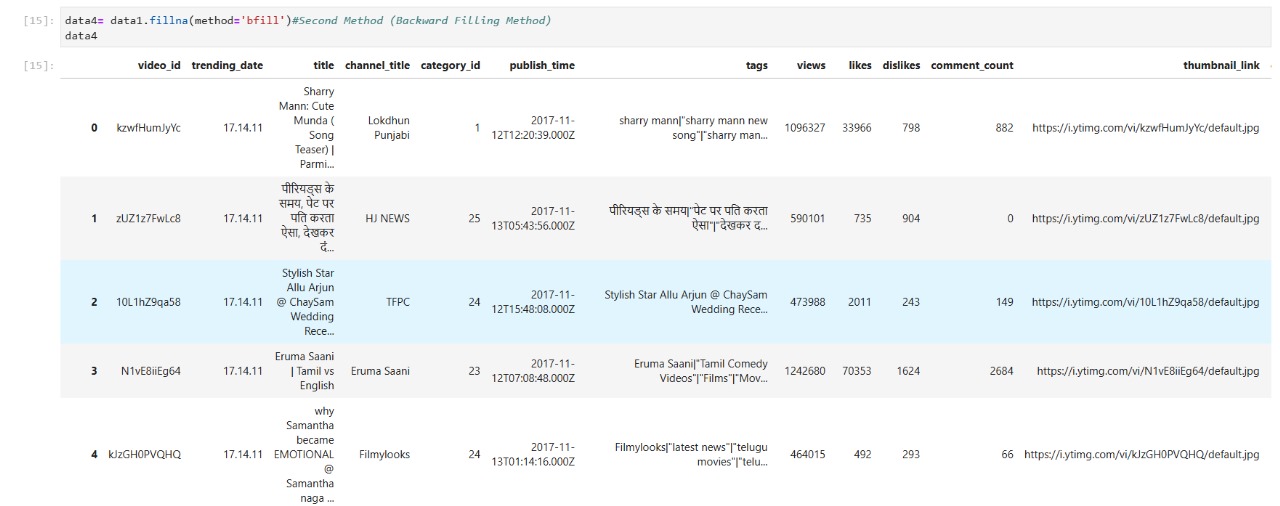 [15]: data4= data1.fillna(method='bfill')#Second Method (Backward Filling Method)
data4
[15]: video_id trending_date title channel_title category_id publish_time tags views likes dislikes comment_count thumbnail_link
0 kzwfHumJyYc 17.14.11 Sharry Mann: Cute Munda ( Song Teaser) | Parmi... Lokdhun Punjabi 1 2017-11-12T12:20:39.000Z sharry mann|"sharry mann new song"|"sharry man... 1096327 33966 798 882 https://i.ytimg.com/vi/kzwfHumJyYc/default.jpg
1 zUZ1z7FwLc8 17.14.11 पीरियड्स के समय, पेट पर पति करता ऐसा, देखकर दं... HJ NEWS 25 2017-11-13T05:43:56.000Z पीरियड्स के समय|"पेट पर पति करता ऐसा"|"देखकर द... 590101 735 904 0 https://i.ytimg.com/vi/zUZ1z7FwLc8/default.jpg
2 10L1hZ9qa58 17.14.11 Stylish Star Allu Arjun @ ChaySam Wedding Rece... TFPC 24 2017-11-12T15:48:08.000Z Stylish Star Allu Arjun @ ChaySam Wedding Rece... 473988 2011 243 149 https://i.ytimg.com/vi/10L1hZ9qa58/default.jpg
3 N1vE8iiEg64 17.14.11 Eruma Saani | Tamil vs English Eruma Saani 23 2017-11-12T07:08:48.000Z Eruma Saani|"Tamil Comedy Videos"|"Films"|"Mov... 1242680 70353 1624 2684 https://i.ytimg.com/vi/N1vE8iiEg64/default.jpg
4 kJzGH0PVQHQ 17.14.11 why Samantha became EMOTIONAL @ Samantha naga ... Filmylooks 24 2017-11-13T01:14:16.000Z Filmylooks|"latest news"|"telugu movies"|"telu... 464015 492 293 66 https://i.ytimg.com/vi/kJzGH0PVQHQ/default.jpg